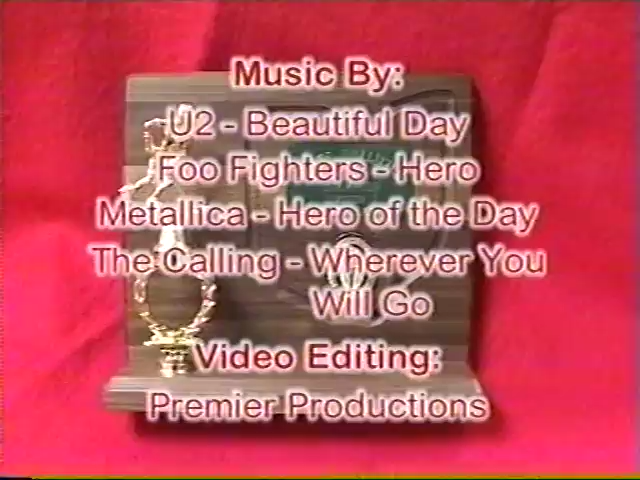 Music By:
U2 - Beautiful Day
Foo Fighters - Hero
Metallica - Hero of the Day
The Calling - Wherever You
Will Go
Video Editing:
Premier Productions